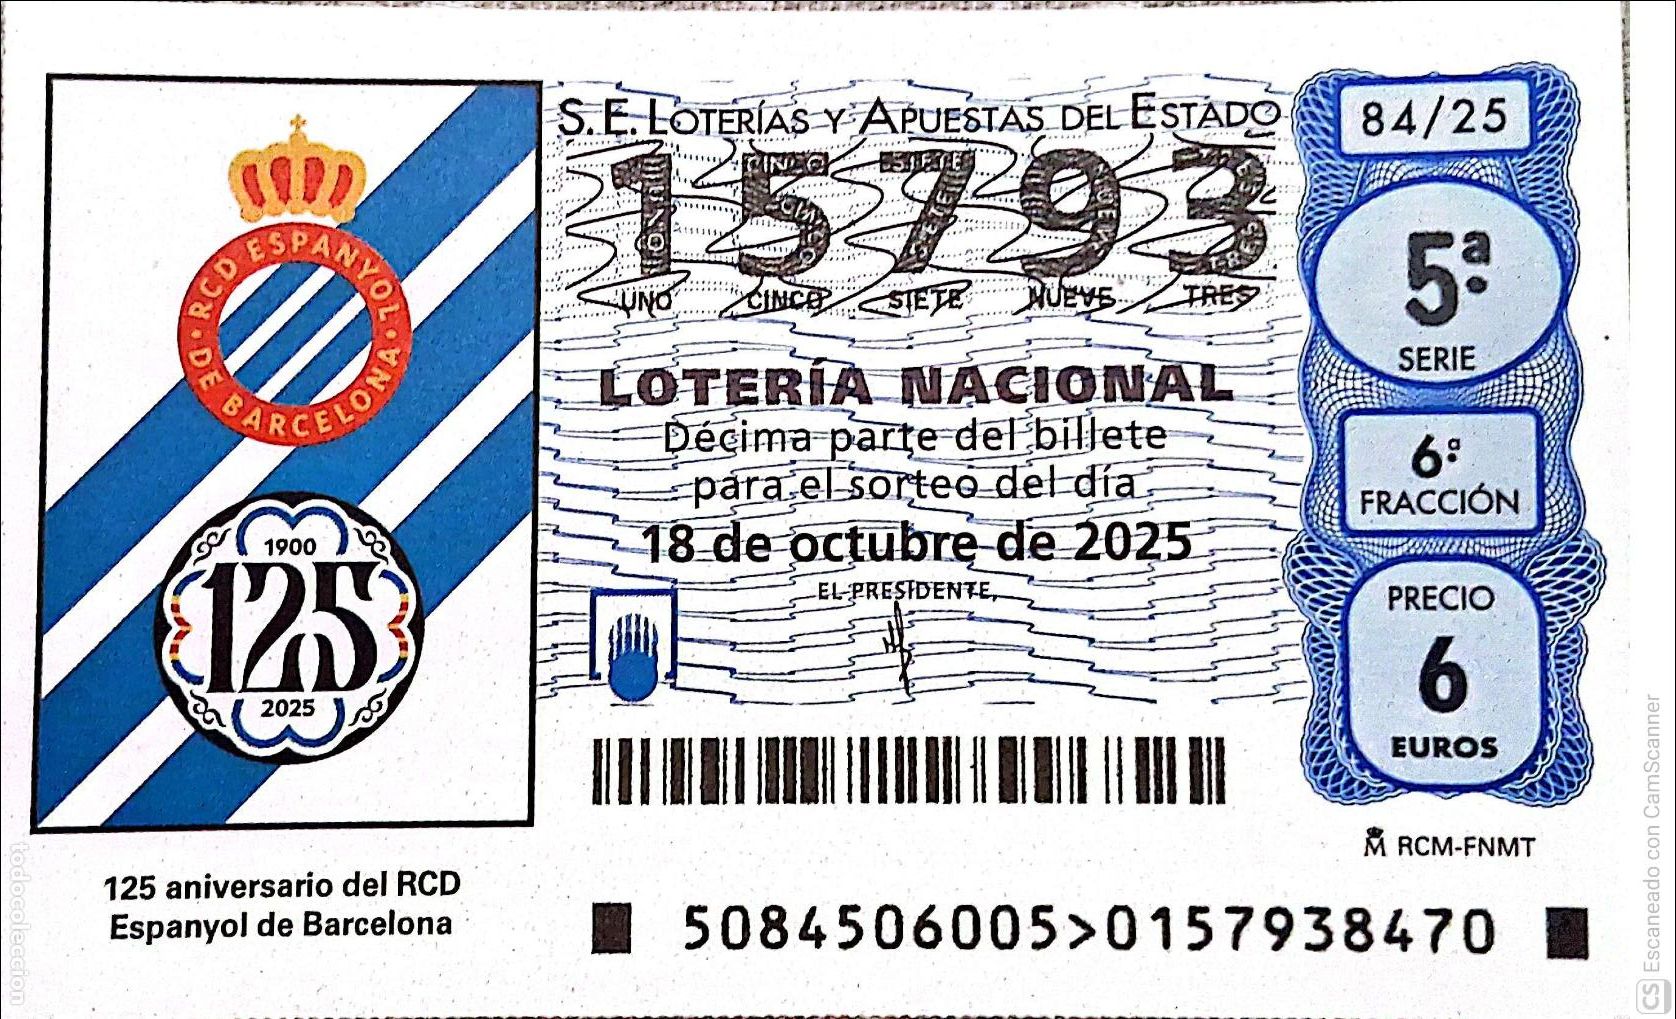 S.E. LOTERÍAS Y APUESTAS DEL ESTADO
15793
UNO CINCO SIETE NUEVE TRES
LOTERÍA NACIONAL
Décima parte del billete
para el sorteo del día
18 de octubre de 2025
EL PRESIDENTE,
84/25
5ª
SERIE
6ª
FRACCIÓN
PRECIO
6
EUROS
RCM-FNMT
RCD ESPANYOL
DE BARCELONA
1900
125
2025
125 aniversario del RCD
Espanyol de Barcelona
5084506005>0157938470
todocoleccion
CS Escaneado con CamScanner